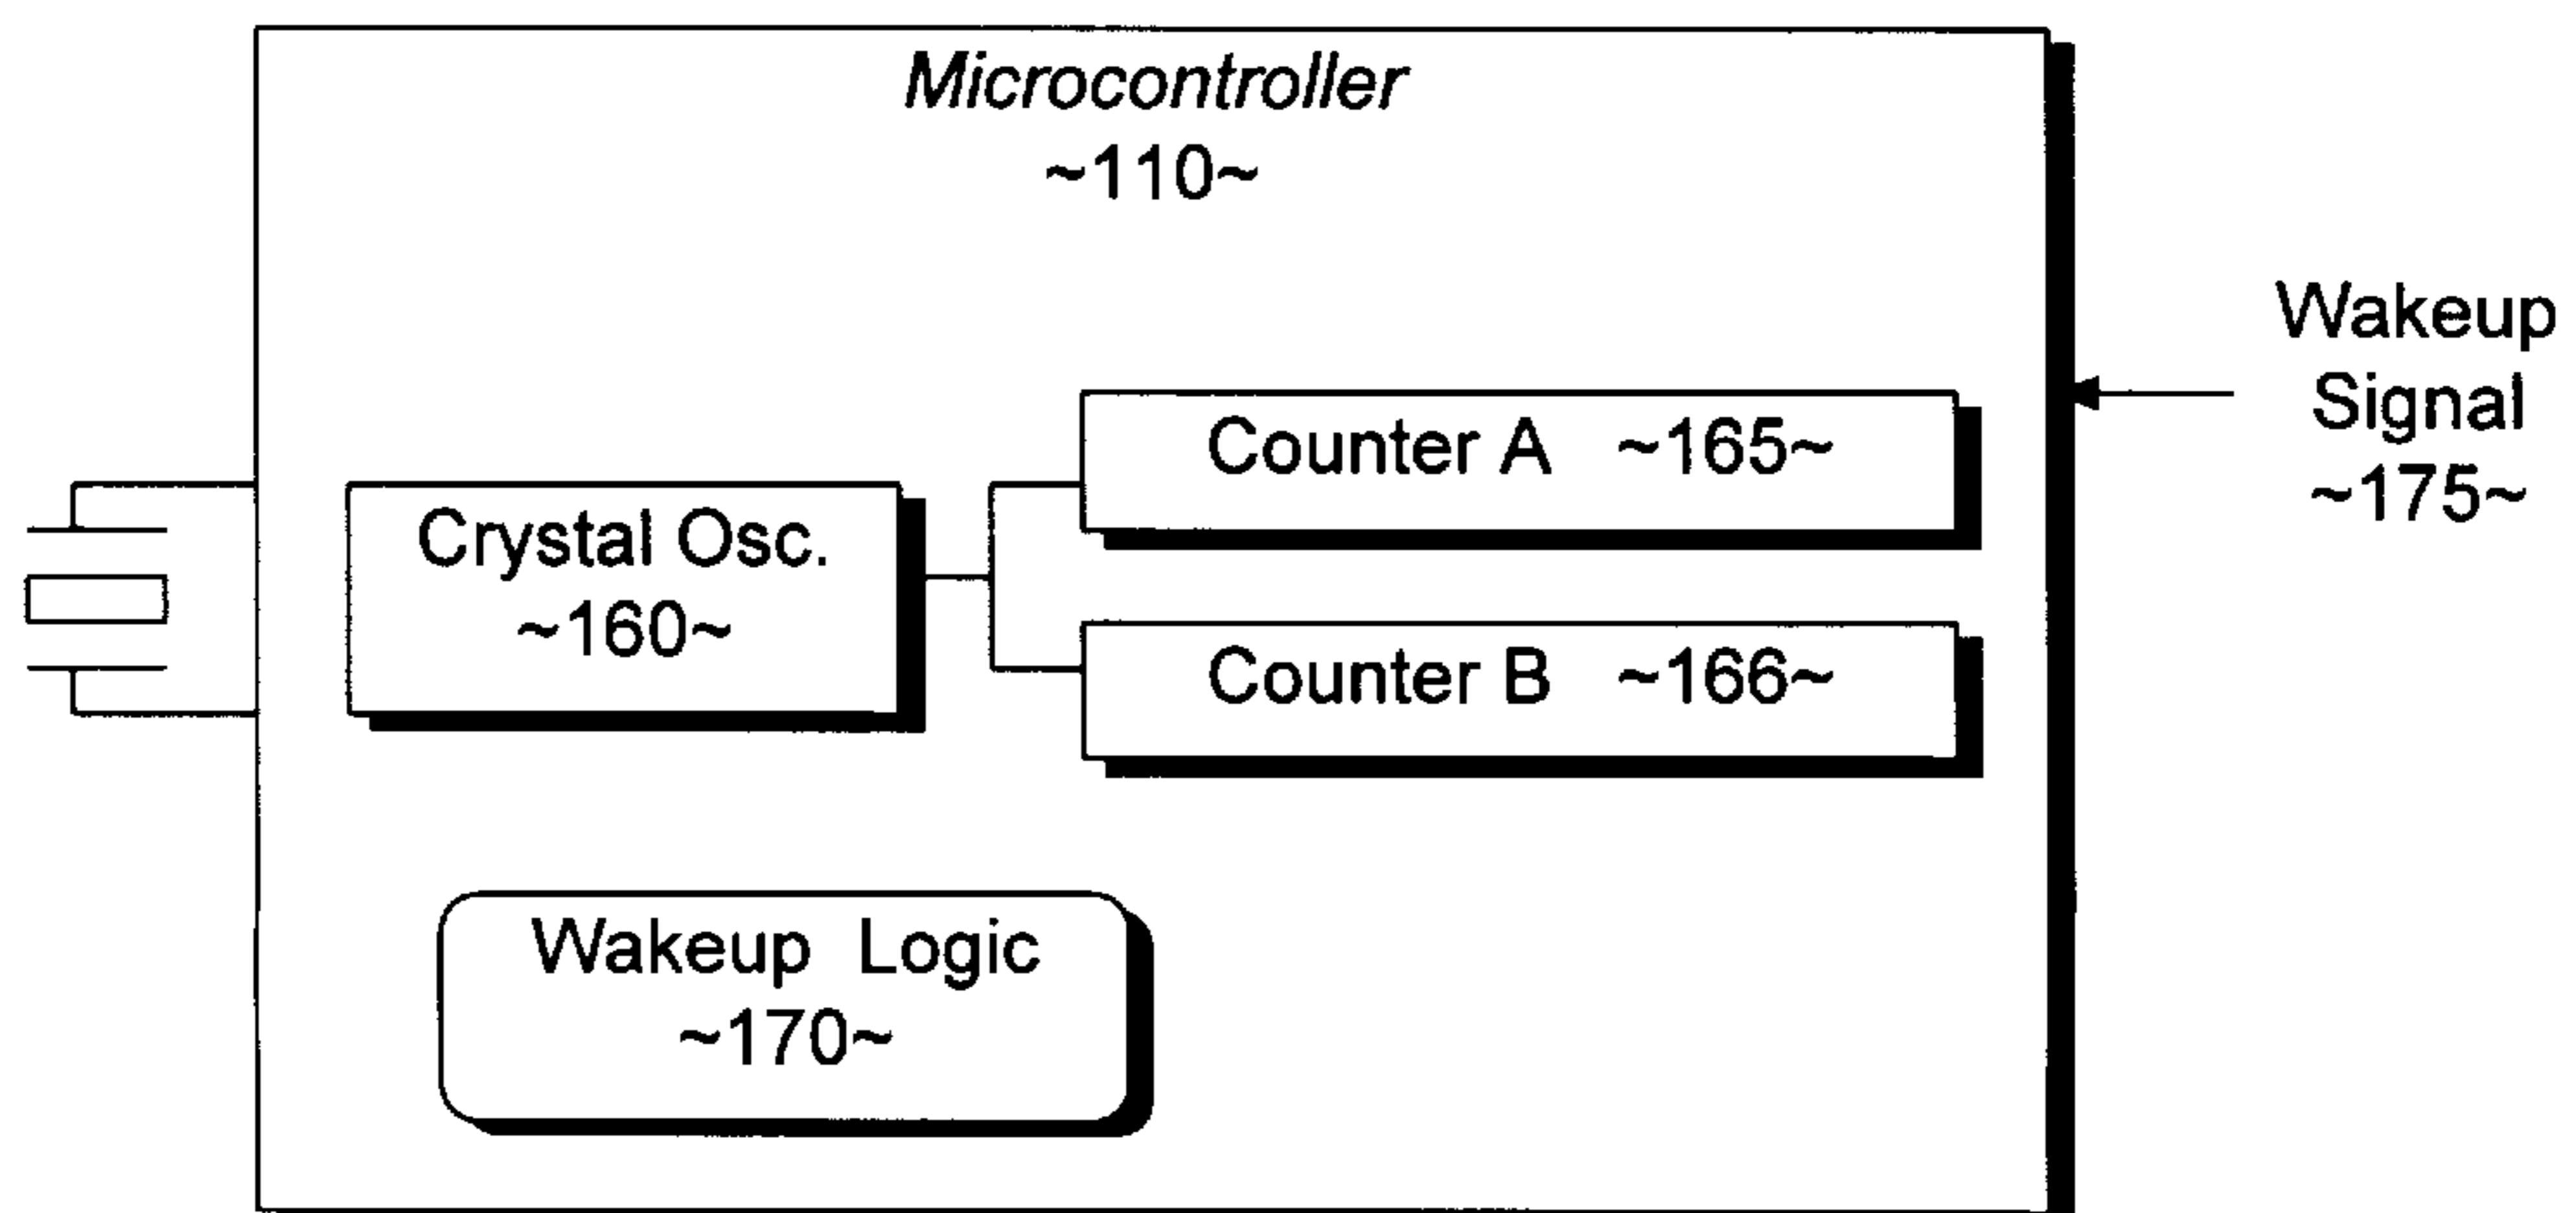 Microcontroller
~110~
Wakeup
Signal
~175~
Counter A ~165~
Crystal Osc.
~160~
Counter B ~166~
Wakeup Logic
~170~